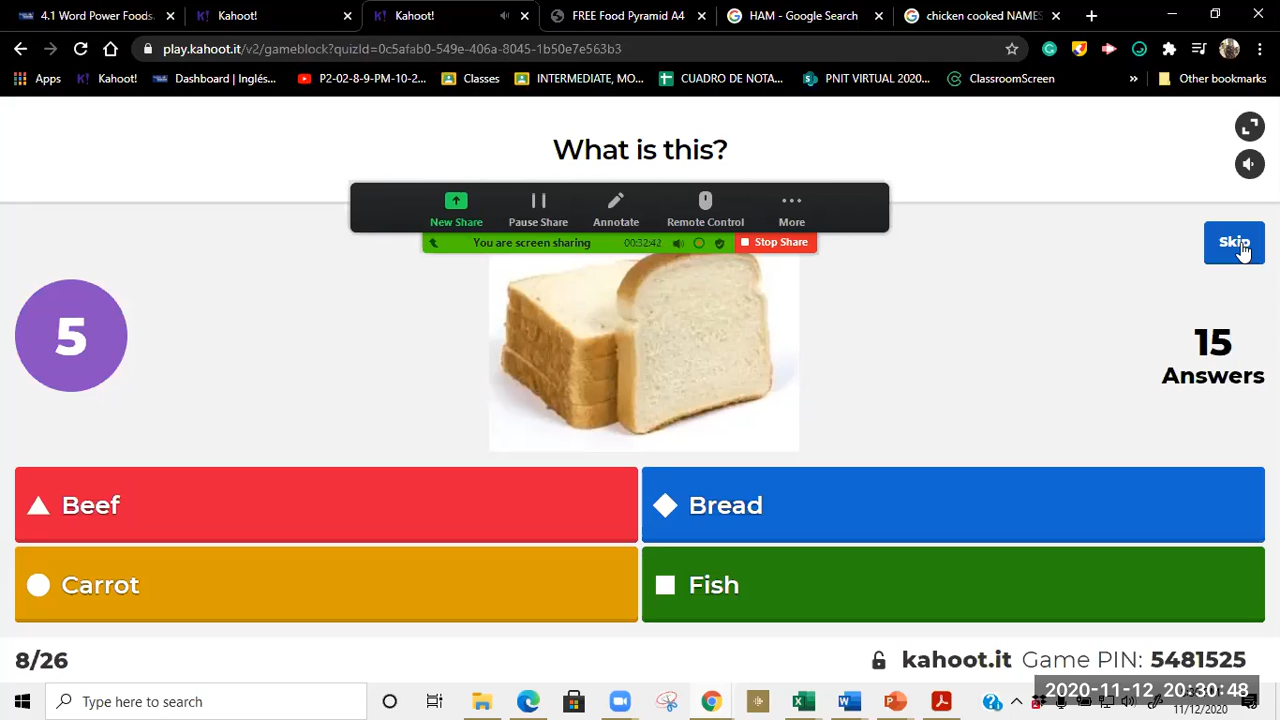 4.1 Word Power Foods.
Kahoot!
Kahoot!
FREE Food Pyramid A4
HAM - Google Search
chicken cooked NAMES
play.kahoot.it/v2/gameblock?quizId=0c5afab0-549e-406a-8045-1b50e7e563b3
Apps
Kahoot!
Dashboard | Inglés...
P2-02-8-9-PM-10-2...
Classes
INTERMEDIATE, MO...
CUADRO DE NOTA...
PNIT VIRTUAL 2020...
ClassroomScreen
Other bookmarks
What is this?
New Share
Pause Share
Annotate
Remote Control
More
You are screen sharing
00:32:42
Stop Share
Skip
5
15
Answers
Beef
Bread
Carrot
Fish
8/26
kahoot.it Game PIN: 5481525
Type here to search
2020-11-12 20:30:48
11/12/2020